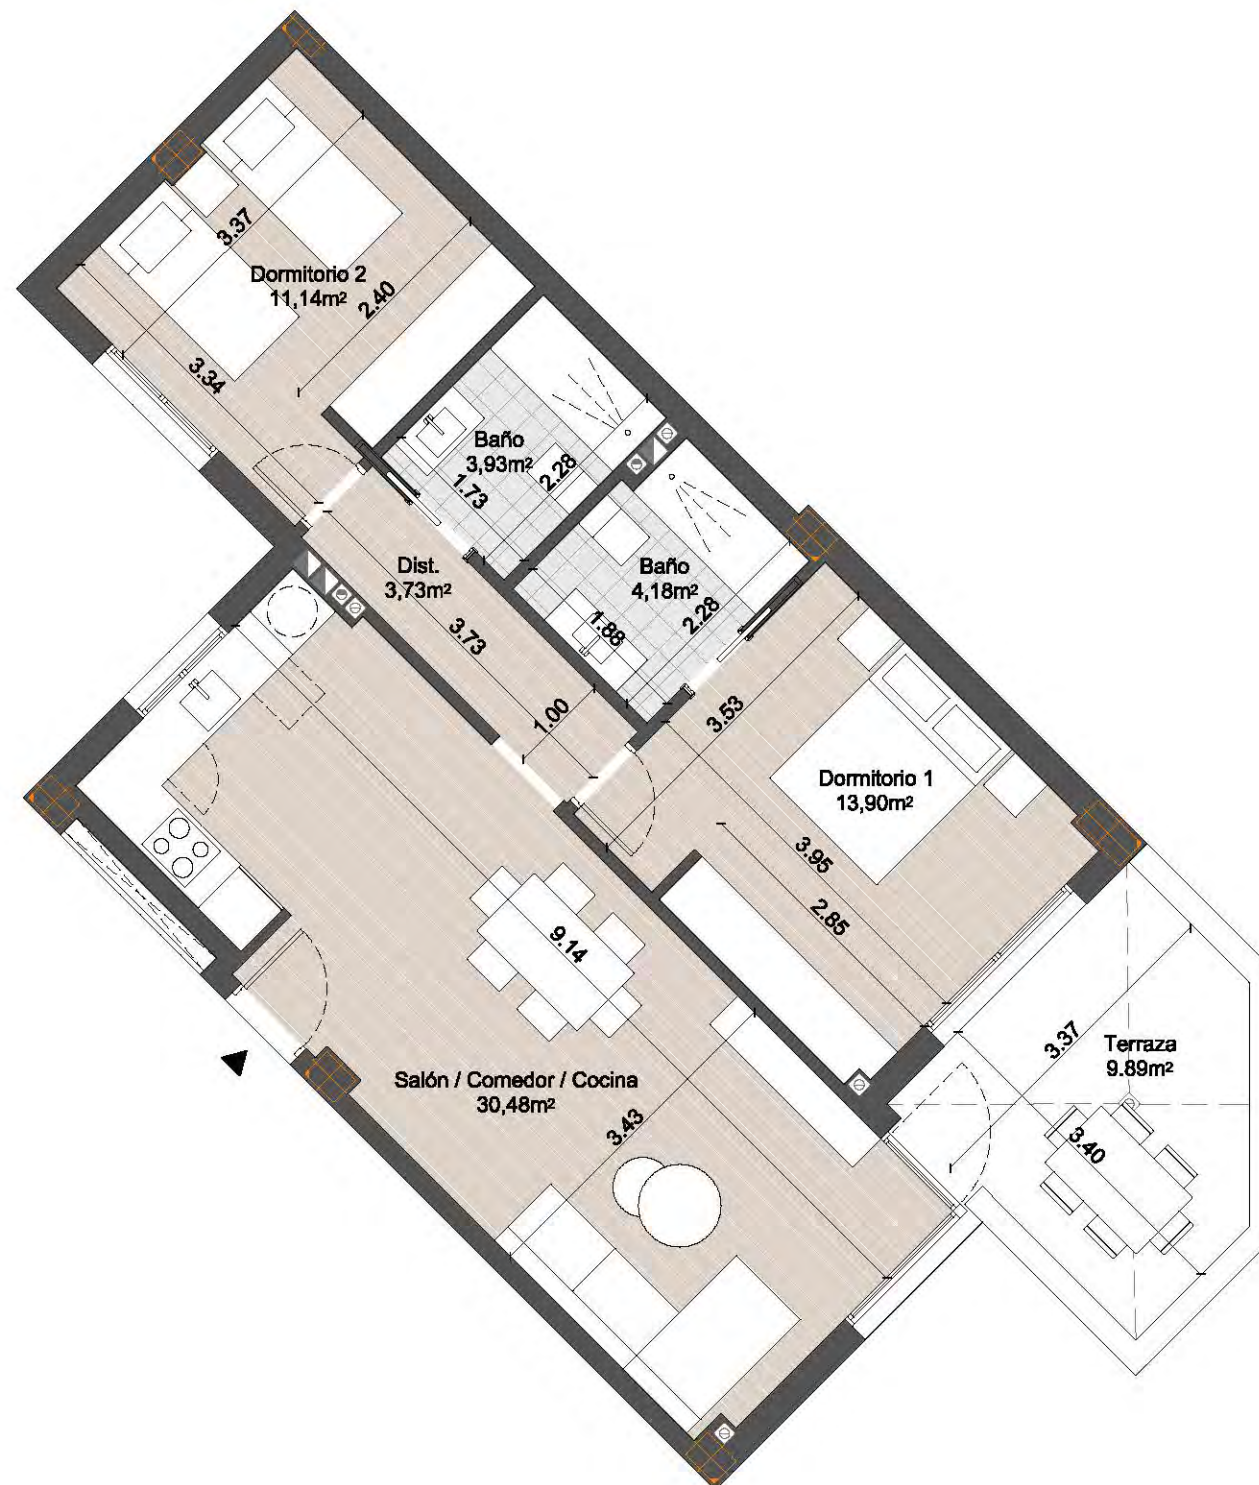 3.37
Dormitorio 2
11,14m²
2.40
3.34
Baño
3,93m²
1.73
2.28
Dist.
3,73m²
3.73
Baño
4,18m²
1.88
2.28
1.00
3.53
Dormitorio 1
13,90m²
3.95
2.85
9.14
Salón / Comedor / Cocina
30,48m²
3.43
3.37
Terraza
9.89m²
3.40